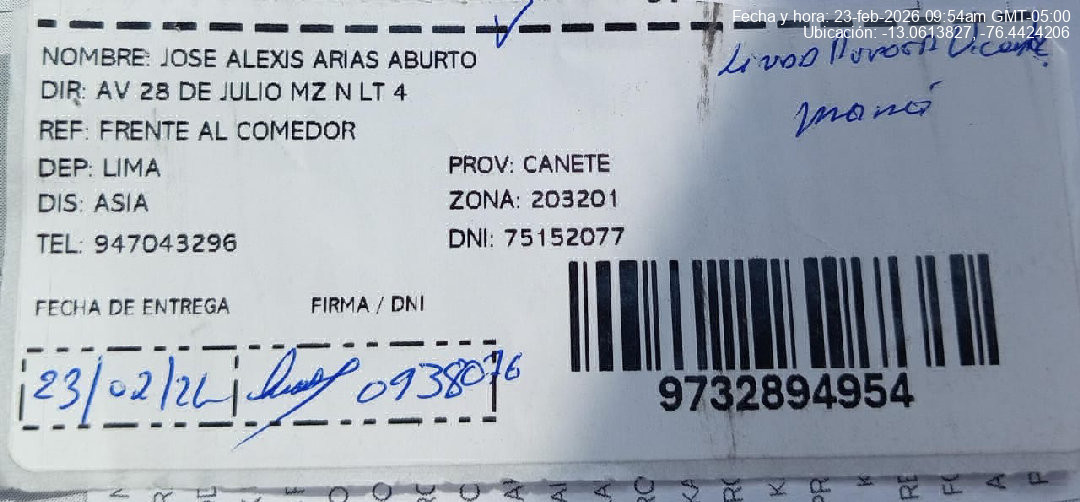 Fecha y hora: 23-feb-2026 09:54am GMT-05:00
Ubicación: -13.0613827, -76.4424206
NOMBRE: JOSE ALEXIS ARIAS ABURTO
DIR: AV 28 DE JULIO MZ N LT 4
REF: FRENTE AL COMEDOR
DEP: LIMA
PROV: CANETE
DIS: ASIA
ZONA: 203201
TEL: 947043296
DNI: 75152077
mamá
FECHA DE ENTREGA
FIRMA / DNI
23/02/26
0938076
9732894954